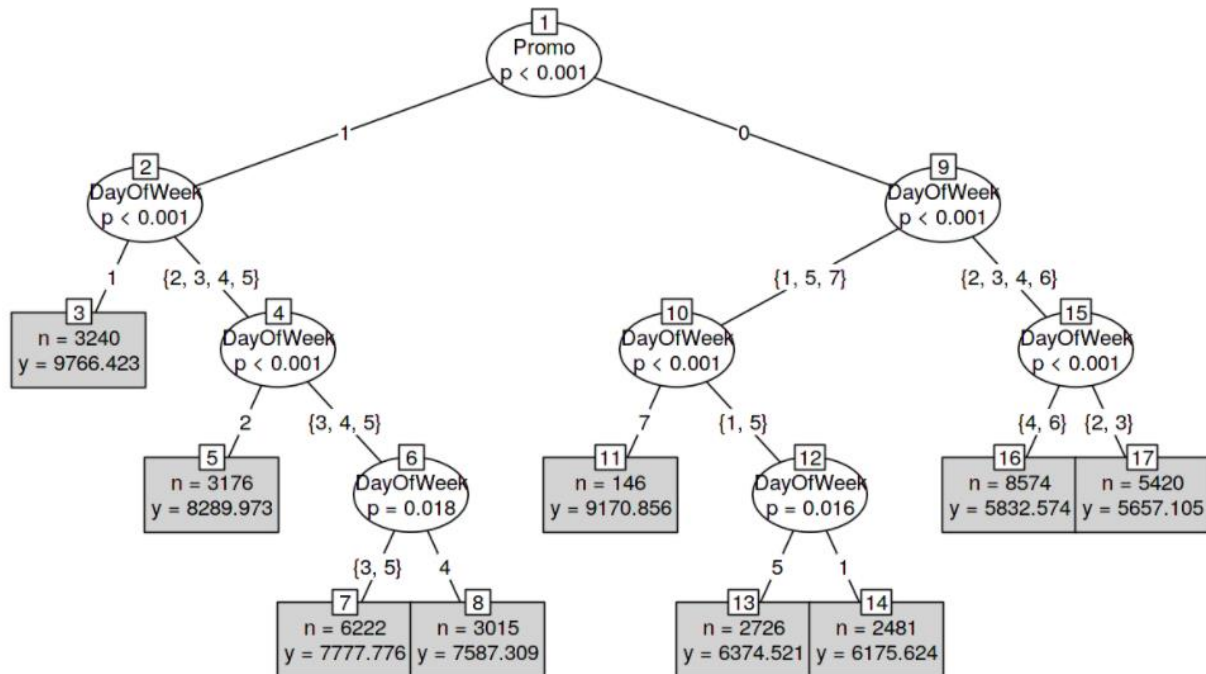 1
Promo
p < 0.001
1
0
2
DayOfWeek
p < 0.001
9
DayOfWeek
p < 0.001
1
{2, 3, 4, 5}
{1, 5, 7}
{2, 3, 4, 6}
3
n = 3240
y = 9766.423
4
DayOfWeek
p < 0.001
10
DayOfWeek
p < 0.001
15
DayOfWeek
p < 0.001
2
{3, 4, 5}
7
{1, 5}
{4, 6}
{2, 3}
5
n = 3176
y = 8289.973
6
DayOfWeek
p = 0.018
11
n = 146
y = 9170.856
12
DayOfWeek
p = 0.016
16
n = 8574
y = 5832.574
17
n = 5420
y = 5657.105
{3, 5}
4
5
1
7
n = 6222
y = 7777.776
8
n = 3015
y = 7587.309
13
n = 2726
y = 6374.521
14
n = 2481
y = 6175.624